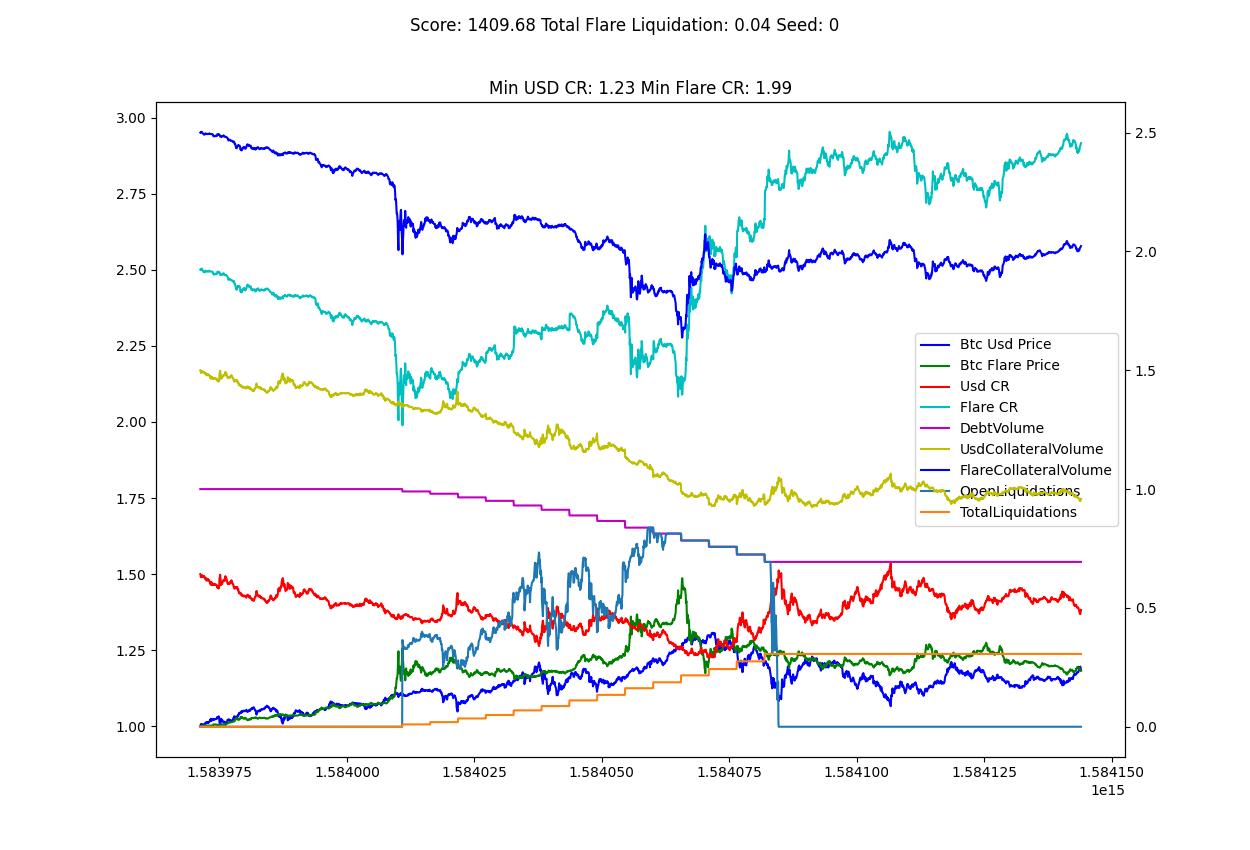 Score: 1409.68 Total Flare Liquidation: 0.04 Seed: 0
Min USD CR: 1.23 Min Flare CR: 1.99
3.00
2.75
2.50
2.25
2.00
1.75
1.50
1.25
1.00
2.5
2.0
1.5
1.0
0.5
0.0
Btc Usd Price
Btc Flare Price
Usd CR
Flare CR
DebtVolume
UsdCollateralVolume
FlareCollateralVolume
OpenLiquidations
TotalLiquidations
1.583975 1.584000 1.584025 1.584050 1.584075 1.584100 1.584125 1.584150
1e15